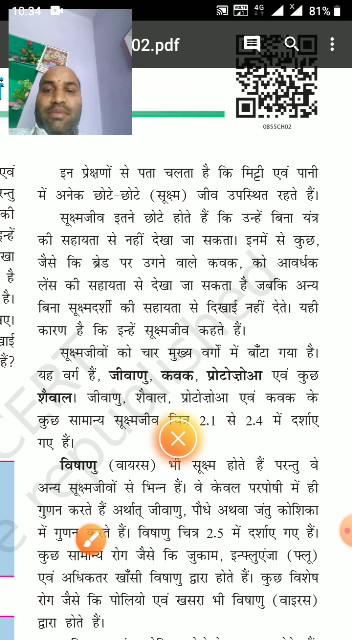 10:34
4G
X
81%
02.pdf
0855CH02
इन प्रेक्षणों से पता चलता है कि मिट्टी एवं पानी
में अनेक छोटे-छोटे (सूक्ष्म) जीव उपस्थित रहते हैं।
सूक्ष्मजीव इतने छोटे होते हैं कि उन्हें बिना यंत्र
की सहायता से नहीं देखा जा सकता। इनमें से कुछ,
जैसे कि ब्रेड पर उगने वाले कवक, को आवर्धक
लेंस की सहायता से देखा जा सकता है जबकि अन्य
बिना सूक्ष्मदर्शी की सहायता से दिखाई नहीं देते। यही
कारण है कि इन्हें सूक्ष्मजीव कहते हैं।
सूक्ष्मजीवों को चार मुख्य वर्गों में बाँटा गया है।
यह वर्ग हैं, जीवाणु, कवक, प्रोटोज़ोआ एवं कुछ
शैवाल। जीवाणु, शैवाल, प्रोटोज़ोआ एवं कवक के
कुछ सामान्य सूक्ष्मजीव चित्र 2.1 से 2.4 में दर्शाए
गए हैं।
विषाणु (वायरस) भी सूक्ष्म होते हैं परन्तु वे
अन्य सूक्ष्मजीवों से भिन्न हैं। वे केवल परपोषी में ही
गुणन करते हैं अर्थात् जीवाणु, पौधे अथवा जंतु कोशिका
में गुणन ते हैं। विषाणु चित्र 2.5 में दर्शाए गए हैं।
कुछ सामान्य रोग जैसे कि जुकाम, इन्फ्लुएंजा (फ्लू)
एवं अधिकतर खाँसी विषाणु द्वारा होते हैं। कुछ विशेष
रोग जैसे कि पोलियो एवं खसरा भी विषाणु (वाइरस)
द्वारा होते हैं।